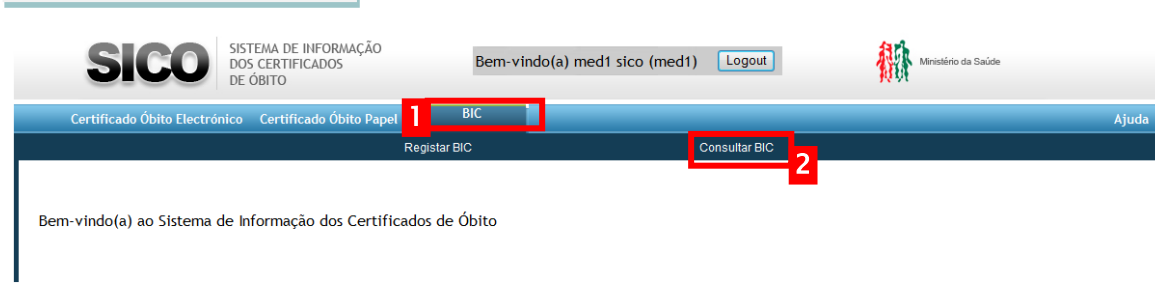 SICO
SISTEMA DE INFORMAÇÃO
DOS CERTIFICADOS
DE ÓBITO
Bem-vindo(a) med1 sico (med1) Logout
Ministério da Saúde
Certificado Óbito Electrónico Certificado Óbito Papel 1 BIC Ajuda
Registar BIC Consultar BIC 2
Bem-vindo(a) ao Sistema de Informação dos Certificados de Óbito